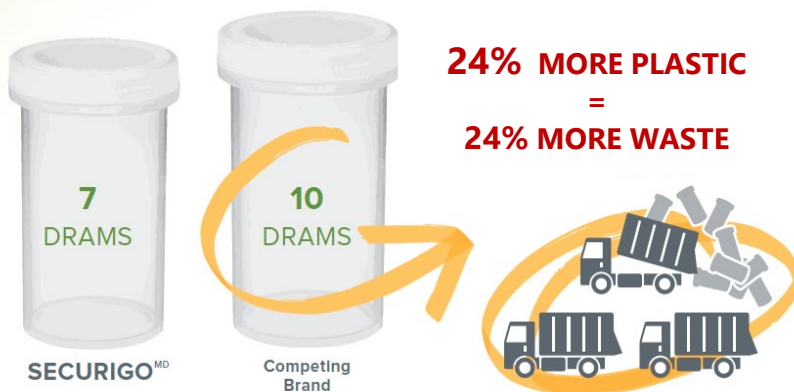 24% MORE PLASTIC
=
24% MORE WASTE
7
DRAMS
10
DRAMS
SECURIGO MD
Competing
Brand